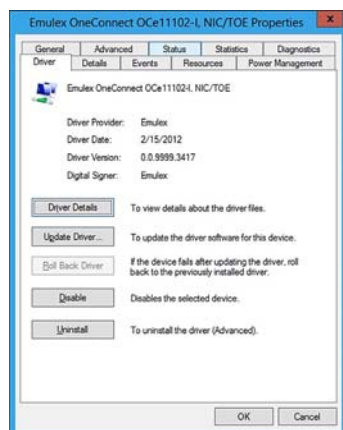 Emulex OneConnect OCe11102-I, NIC/TOE Properties
x
General Advanced Status Statistics Diagnostics
Driver Details Events Resources Power Management
Emulex OneConnect OCe11102-I, NIC/TOE
Driver Provider: Emulex
Driver Date: 2/15/2012
Driver Version: 0.0.9999.3417
Digital Signer: Emulex
Driver Details To view details about the driver files.
Update Driver... To update the driver software for this device.
Roll Back Driver If the device fails after updating the driver, roll
back to the previously installed driver.
Disable Disables the selected device.
Uninstall To uninstall the driver (Advanced).
OK Cancel